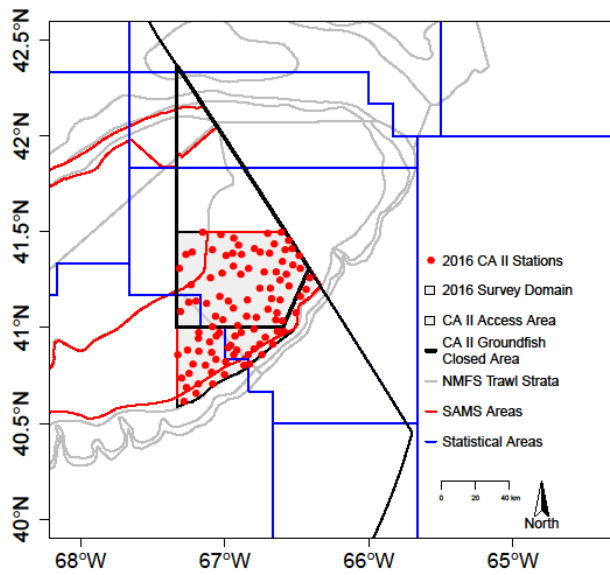 42.5°N
42°N
41.5°N
41°N
40.5°N
40°N
2016 CA II Stations
2016 Survey Domain
CA II Access Area
CA II Groundfish
Closed Area
NMFS Trawl Strata
SAMS Areas
Statistical Areas
0 20 40 km
North
68°W 67°W 66°W 65°W